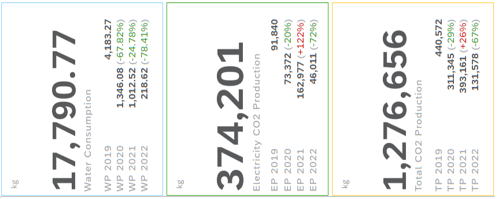 kg
17,790.77
Water Consumption
WP 2019 4,183.27
WP 2020 1,346.08 (-67.82%)
WP 2021 1,012.52 (-24.78%)
WP 2022 218.62 (-78.41%)
kg
374,201
Electricity CO2 Production
EP 2019 91,840
EP 2020 73,372 (-20%)
EP 2021 162,977 (+122%)
EP 2022 46,011 (-72%)
kg
1,276,656
Total CO2 Production
TP 2019 440,572
TP 2020 311,345 (-29%)
TP 2021 393,161 (+26%)
TP 2022 131,578 (-67%)